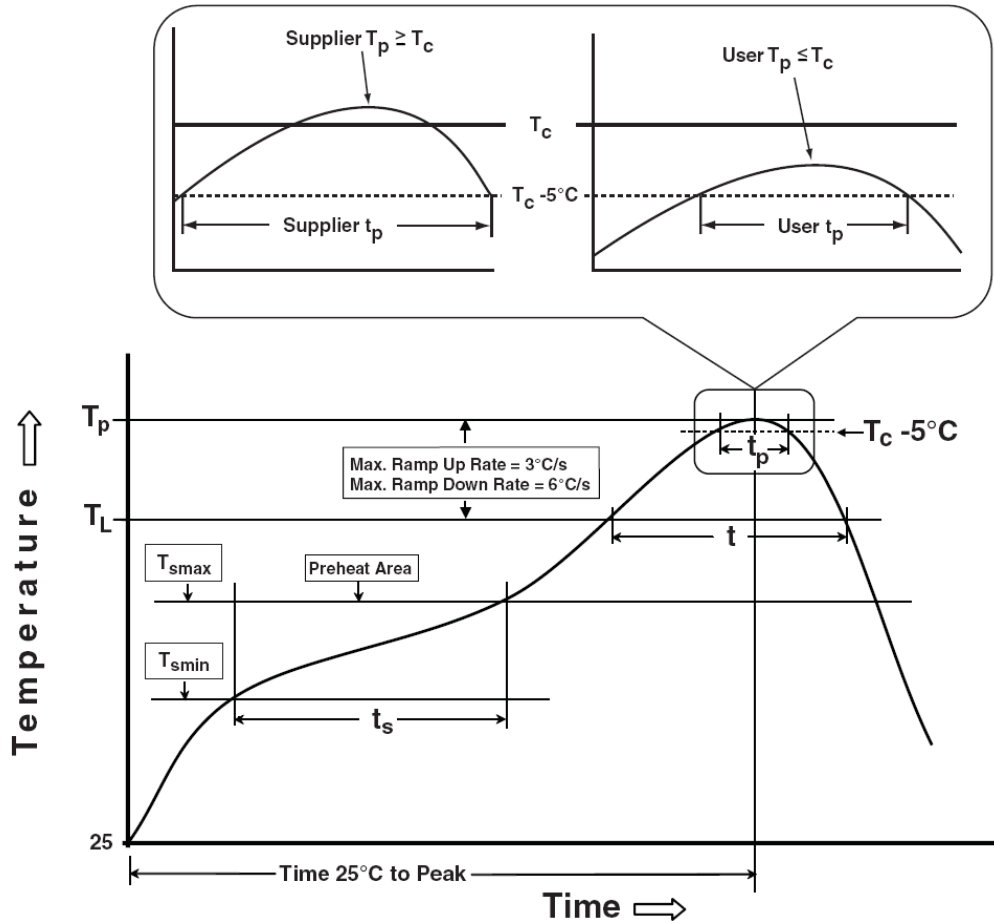 Supplier Tp ≥ Tc
User Tp ≤ Tc
Tc
Tc -5°C
Supplier tp
User tp
Tp
Tc -5°C
tp
Max. Ramp Up Rate = 3°C/s
Max. Ramp Down Rate = 6°C/s
TL
t
Tsmax
Preheat Area
Tsmin
ts
Temperature
25
Time 25°C to Peak
Time